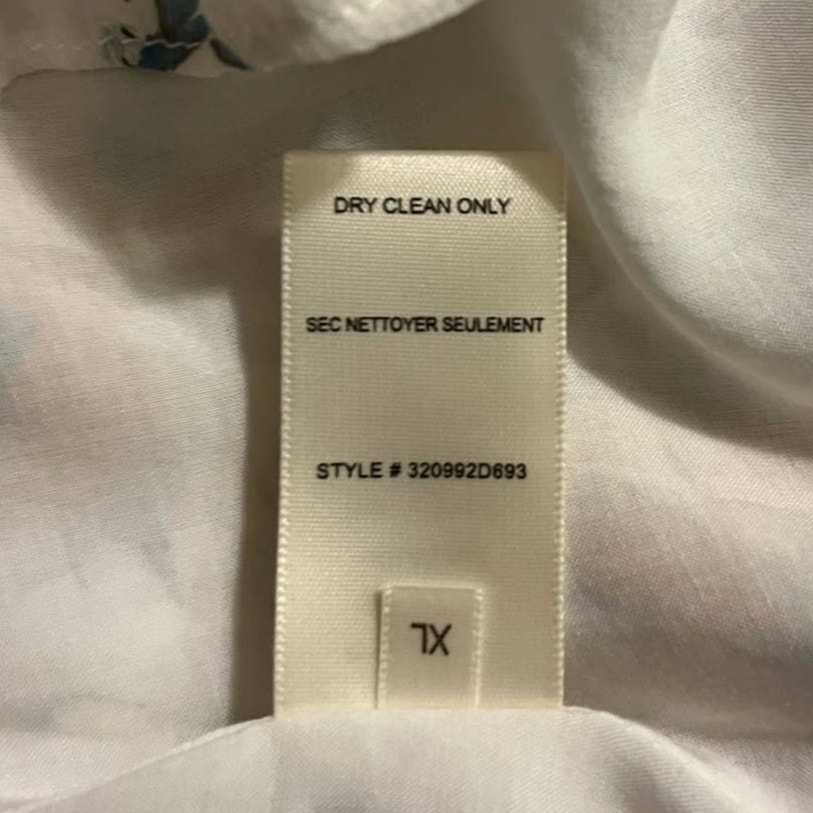 DRY CLEAN ONLY
SEC NETTOYER SEULEMENT
STYLE # 320992D693
XL